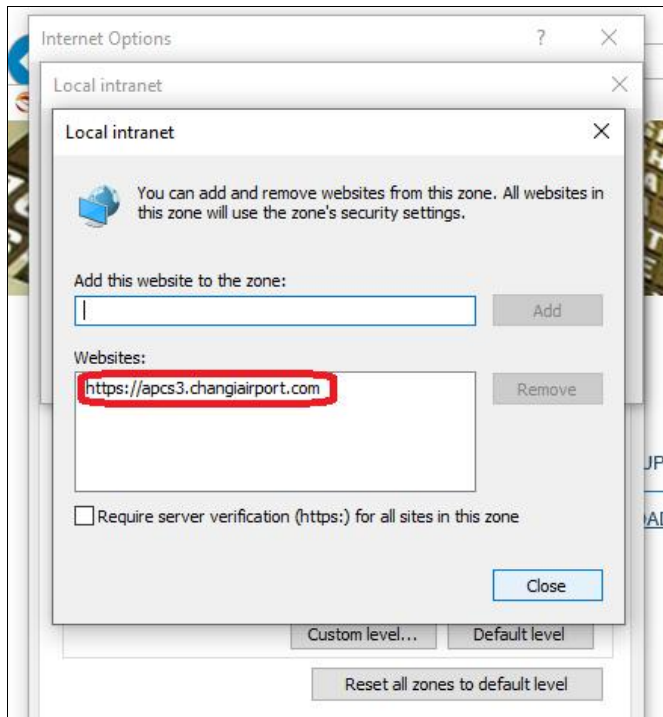 Internet Options
?
Local intranet
Local intranet
You can add and remove websites from this zone. All websites in
this zone will use the zone's security settings.
Add this website to the zone:
Add
Websites:
https://apcs3.changiairport.com
Remove
Require server verification (https:) for all sites in this zone
Close
Custom level...
Default level
Reset all zones to default level